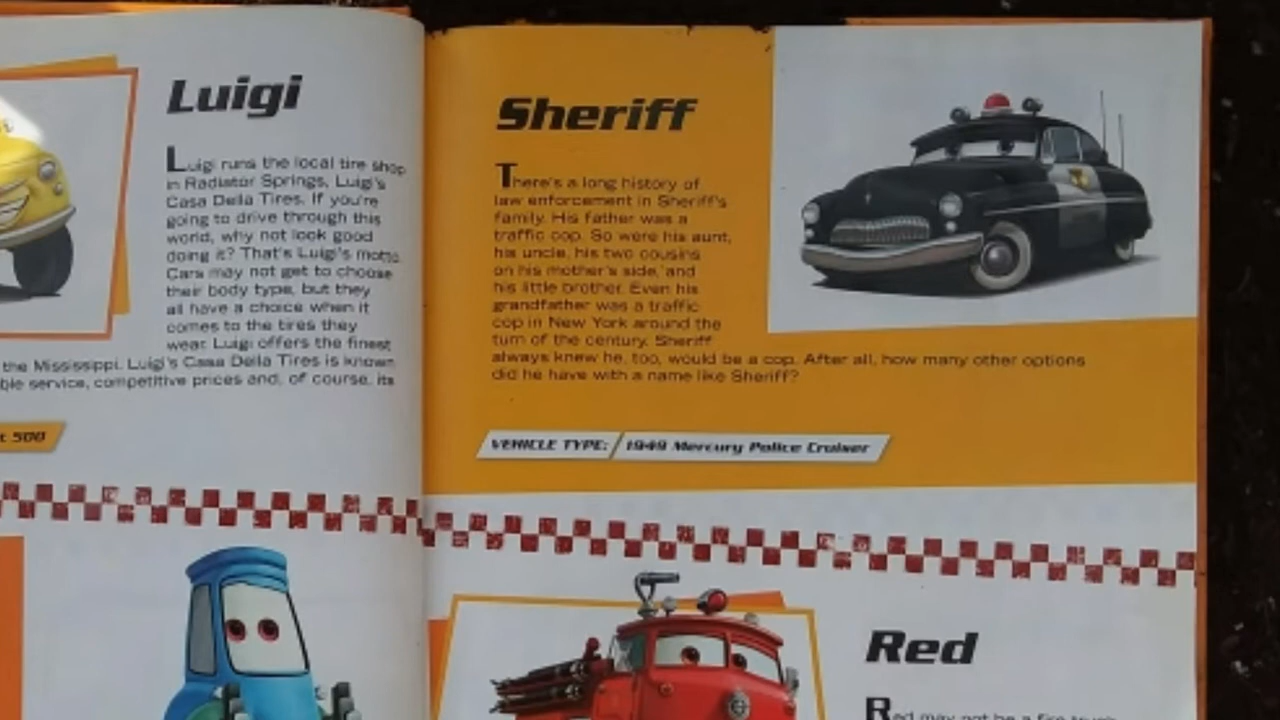 Luigi
Luigi runs the local tire shop
in Radiator Springs, Luigi's
Casa Della Tires. If you're
going to drive through this
world, why not look good
doing it? That's Luigi's motto.
Cars may not get to choose
their body type, but they
all have a choice when it
comes to the tires they
wear. Luigi offers the finest
the Mississippi. Luigi's Casa Della Tires is known
service, competitive prices and, of course, its
500
Sheriff
There's a long history of
law enforcement in Sheriff's
family. His father was a
traffic cop. So were his aunt,
his uncle, his two cousins
on his mother's side, and
his little brother. Even his
grandfather was a traffic
cop in New York around the
turn of the century. Sheriff
always knew he, too, would be a cop. After all, how many other options
did he have with a name like Sheriff?
VEHICLE TYPE: 1949 Mercury Police Cruiser
Red
Red may not be a fire truck